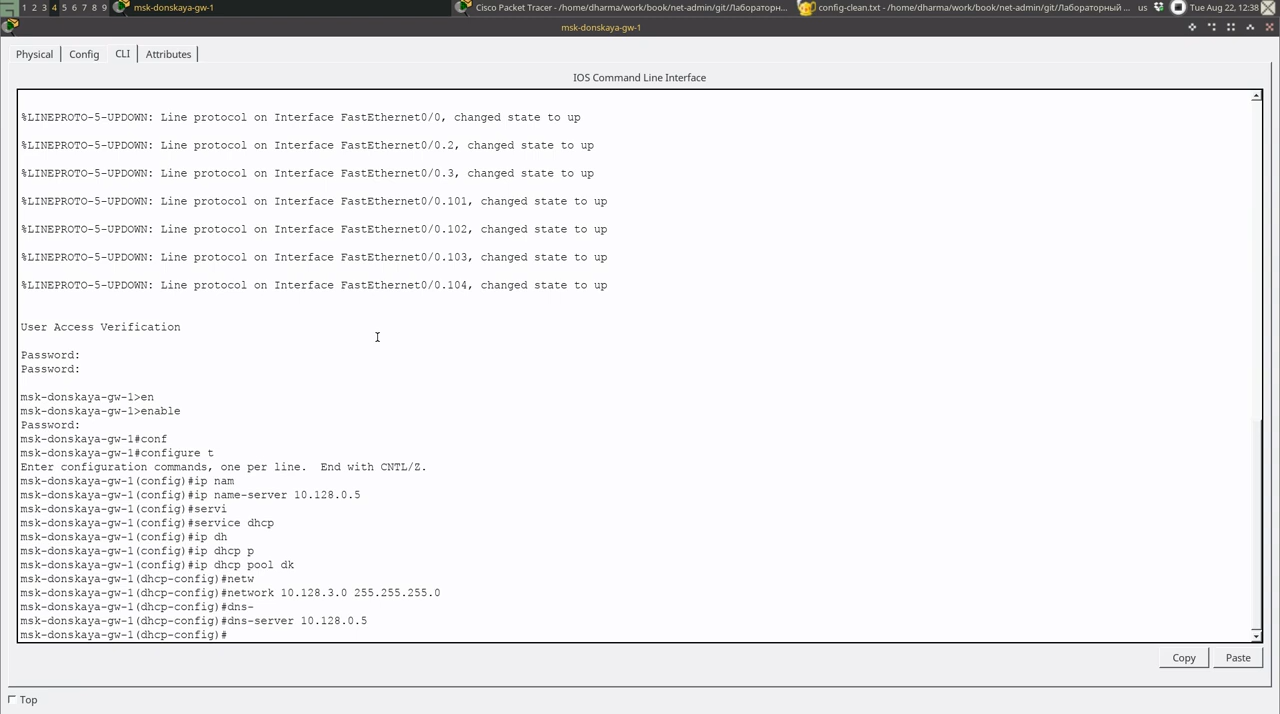 1 2 3 4 5 6 7 8 9 msk-donskaya-gw-1 Cisco Packet Tracer - /home/dharma/work/book/net-admin/git//Лабораторн... config-clean.txt - /home/dharma/work/book/net-admin/git//Лабораторный ... us Tue Aug 22, 12:38
msk-donskaya-gw-1
Physical Config CLI Attributes
IOS Command Line Interface
%LINEPROTO-5-UPDOWN: Line protocol on Interface FastEthernet0/0, changed state to up
%LINEPROTO-5-UPDOWN: Line protocol on Interface FastEthernet0/0.2, changed state to up
%LINEPROTO-5-UPDOWN: Line protocol on Interface FastEthernet0/0.3, changed state to up
%LINEPROTO-5-UPDOWN: Line protocol on Interface FastEthernet0/0.101, changed state to up
%LINEPROTO-5-UPDOWN: Line protocol on Interface FastEthernet0/0.102, changed state to up
%LINEPROTO-5-UPDOWN: Line protocol on Interface FastEthernet0/0.103, changed state to up
%LINEPROTO-5-UPDOWN: Line protocol on Interface FastEthernet0/0.104, changed state to up
User Access Verification
Password:
Password:
msk-donskaya-gw-1>en
msk-donskaya-gw-1>enable
Password:
msk-donskaya-gw-1#conf
msk-donskaya-gw-1#configure t
Enter configuration commands, one per line.  End with CNTL/Z.
msk-donskaya-gw-1(config)#ip nam
msk-donskaya-gw-1(config)#ip name-server 10.128.0.5
msk-donskaya-gw-1(config)#servi
msk-donskaya-gw-1(config)#service dhcp
msk-donskaya-gw-1(config)#ip dh
msk-donskaya-gw-1(config)#ip dhcp p
msk-donskaya-gw-1(config)#ip dhcp pool dk
msk-donskaya-gw-1(dhcp-config)#netw
msk-donskaya-gw-1(dhcp-config)#network 10.128.3.0 255.255.255.0
msk-donskaya-gw-1(dhcp-config)#dns-
msk-donskaya-gw-1(dhcp-config)#dns-server 10.128.0.5
msk-donskaya-gw-1(dhcp-config)#
Copy Paste
Top